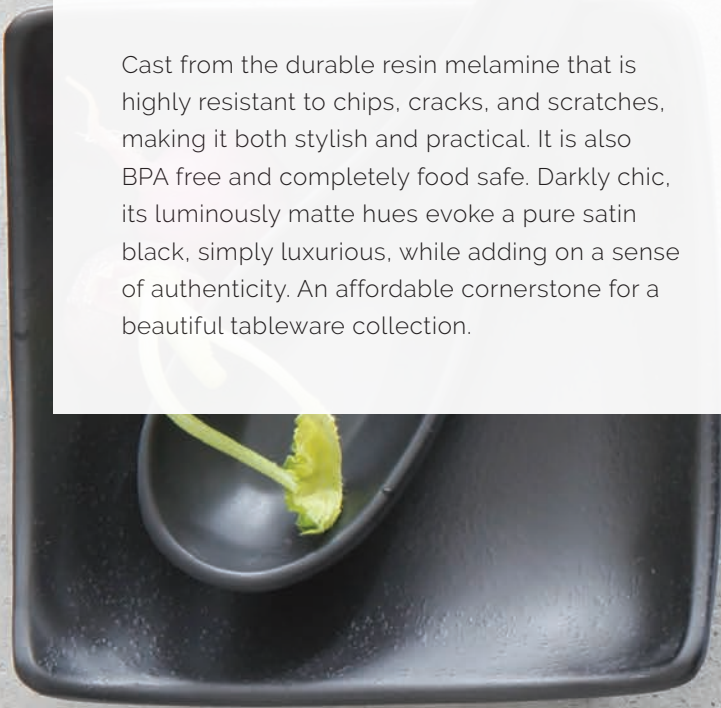 Cast from the durable resin melamine that is
highly resistant to chips, cracks, and scratches,
making it both stylish and practical. It is also
BPA free and completely food safe. Darkly chic,
its luminously matte hues evoke a pure satin
black, simply luxurious, while adding on a sense
of authenticity. An affordable cornerstone for a
beautiful tableware collection.